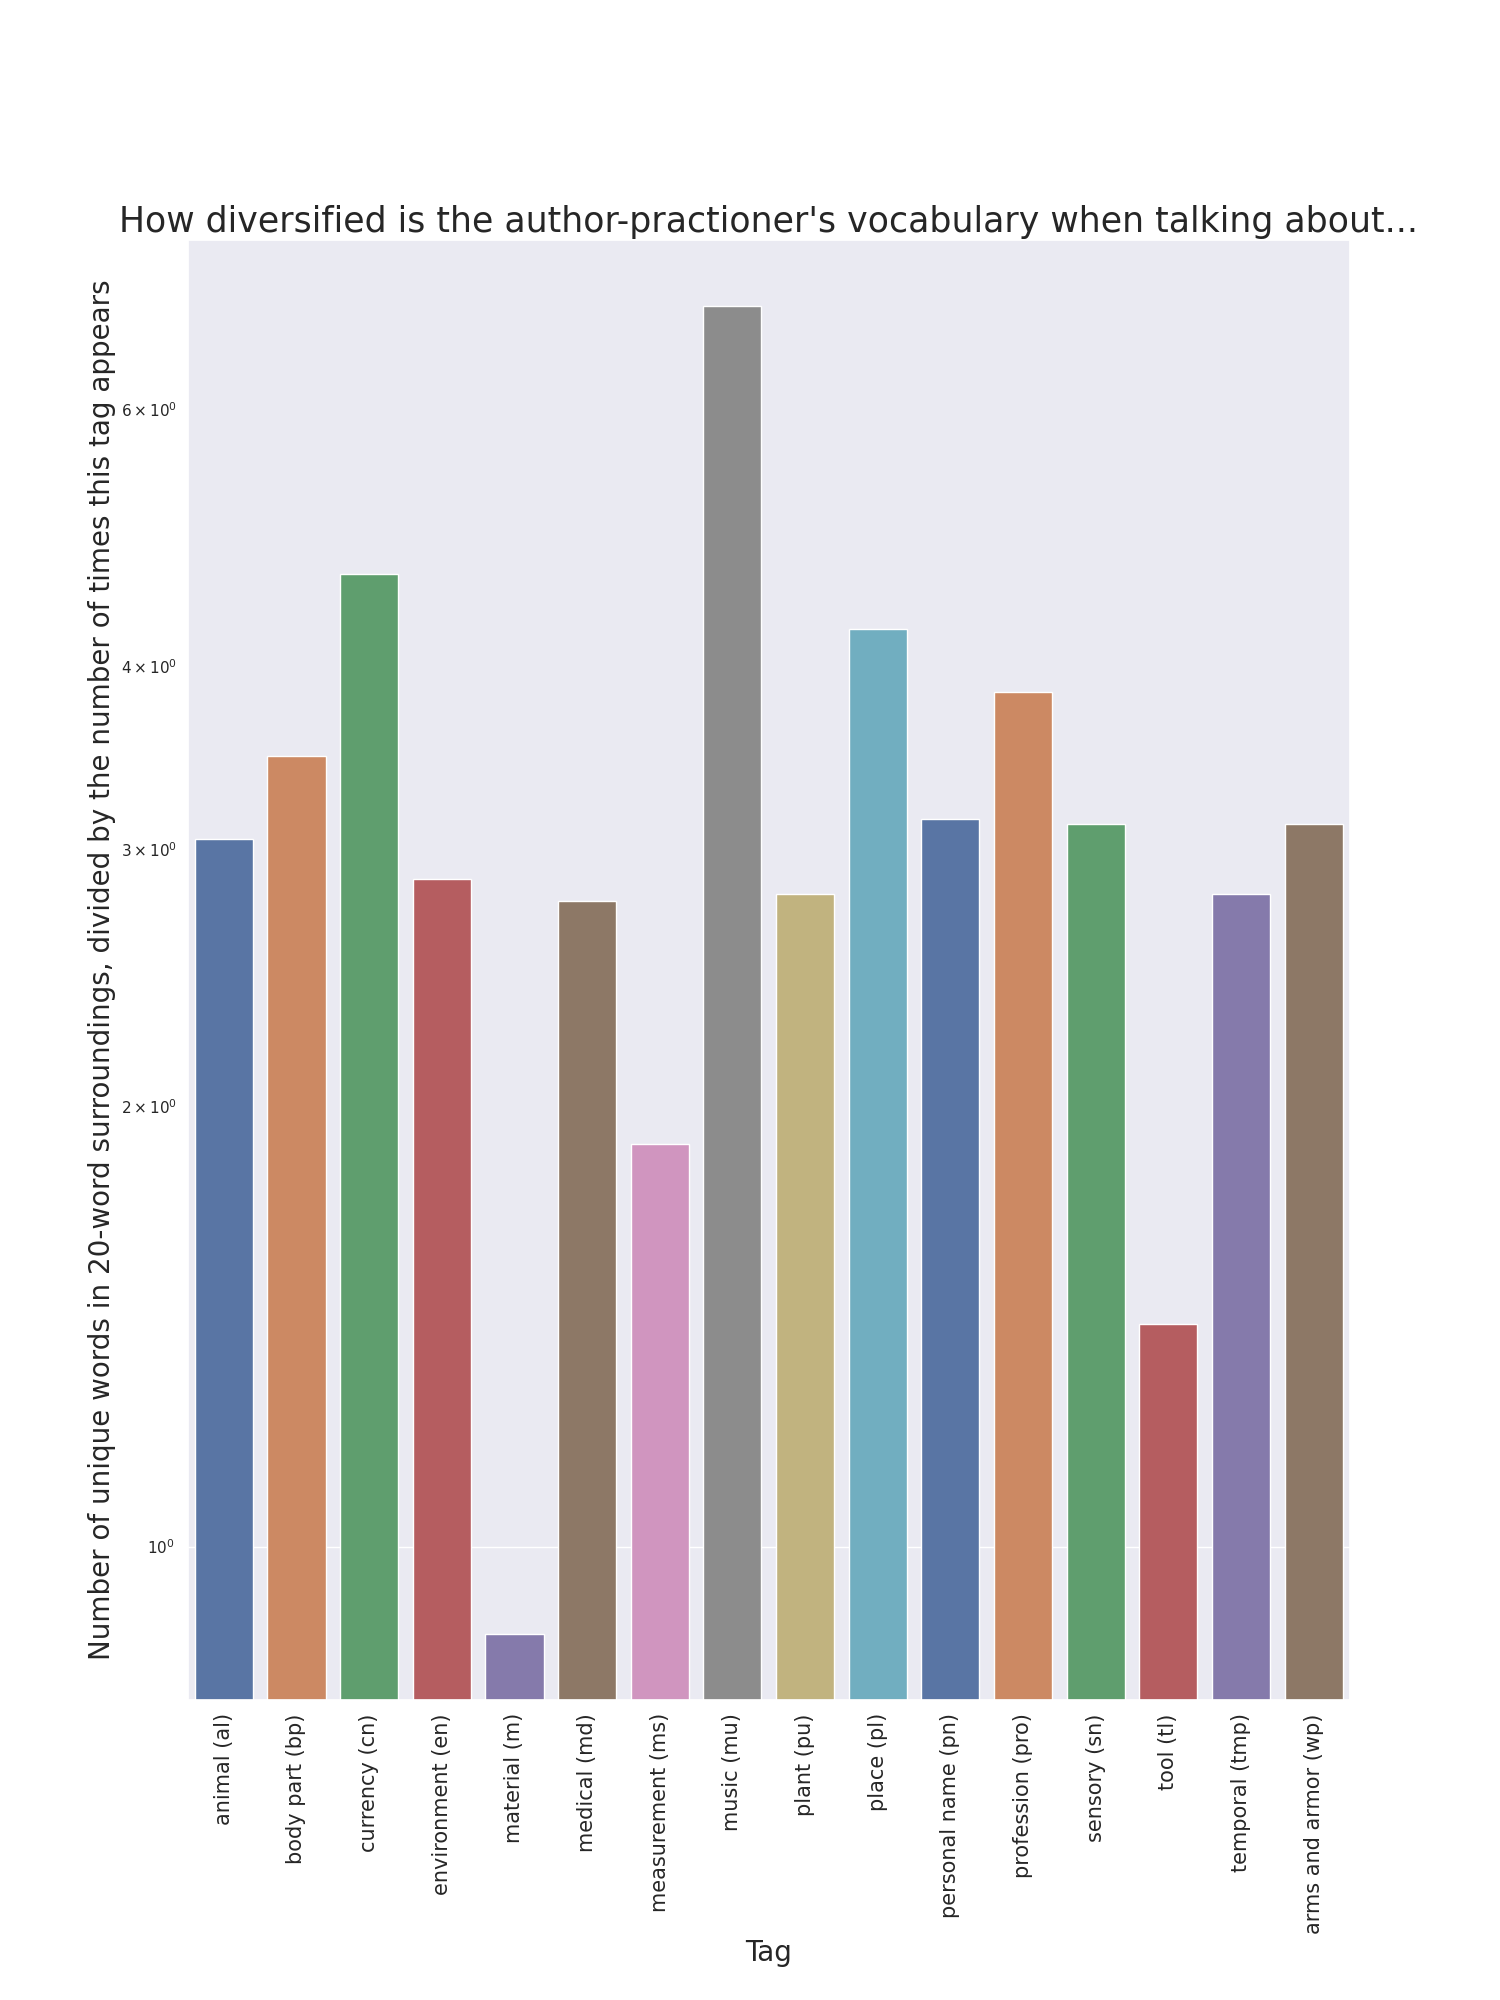 How diversified is the author-practioner's vocabulary when talking about...
Number of unique words in 20-word surroundings, divided by the number of times this tag appears
6 × 10⁰
4 × 10⁰
3 × 10⁰
2 × 10⁰
10⁰
animal (al)
body part (bp)
currency (cn)
environment (en)
material (m)
medical (md)
measurement (ms)
music (mu)
plant (pu)
place (pl)
personal name (pn)
profession (pro)
sensory (sn)
tool (tl)
temporal (tmp)
arms and armor (wp)
Tag